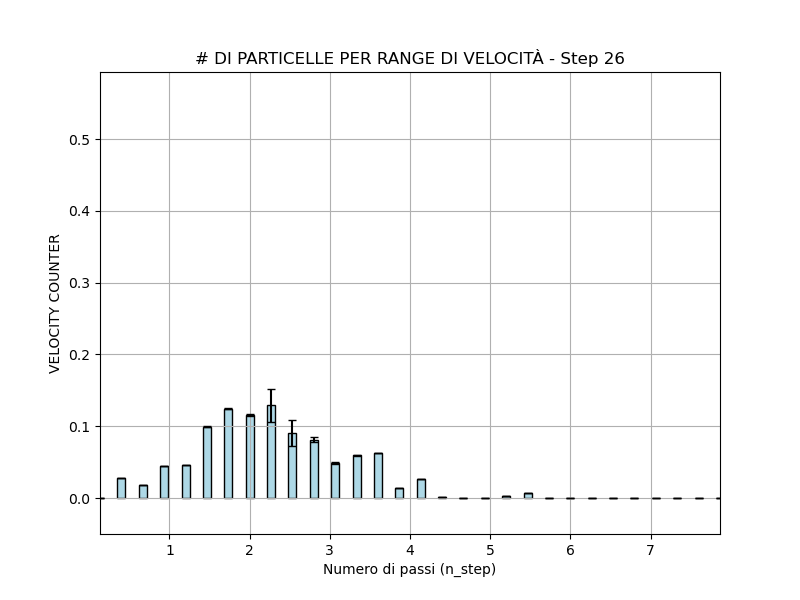 # DI PARTICELLE PER RANGE DI VELOCITÀ - Step 26
0.5
0.4
0.3
0.2
0.1
0.0
VELOCITY COUNTER
1 2 3 4 5 6 7
Numero di passi (n_step)